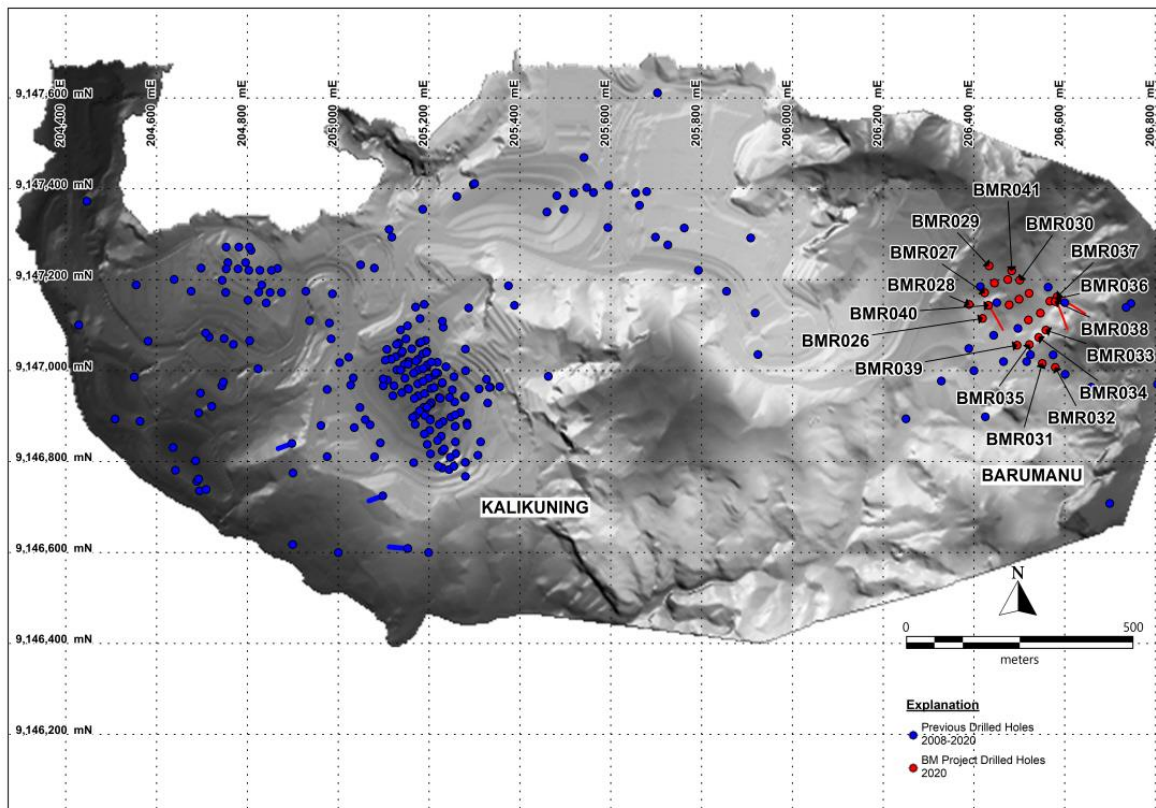 9,147,600 mN
204,400 mE
204,600 mE
204,800 mE
205,000 mE
205,200 mE
205,400 mE
205,600 mE
205,800 mE
206,000 mE
206,200 mE
206,400 mE
206,600 mE
206,800 mE
9,147,400 mN
BMR041
BMR029
BMR030
BMR027
BMR037
9,147,200 mN
BMR028
BMR036
BMR040
BMR038
BMR026
BMR033
9,147,000 mN
BMR039
BMR034
BMR035
BMR032
BMR031
9,146,800 mN
BARUMANU
KALIKUNING
9,146,600 mN
N
0
500
9,146,400 mN
meters
Explanation
Previous Drilled Holes
2008-2020
9,146,200 mN
BM Project Drilled Holes
2020